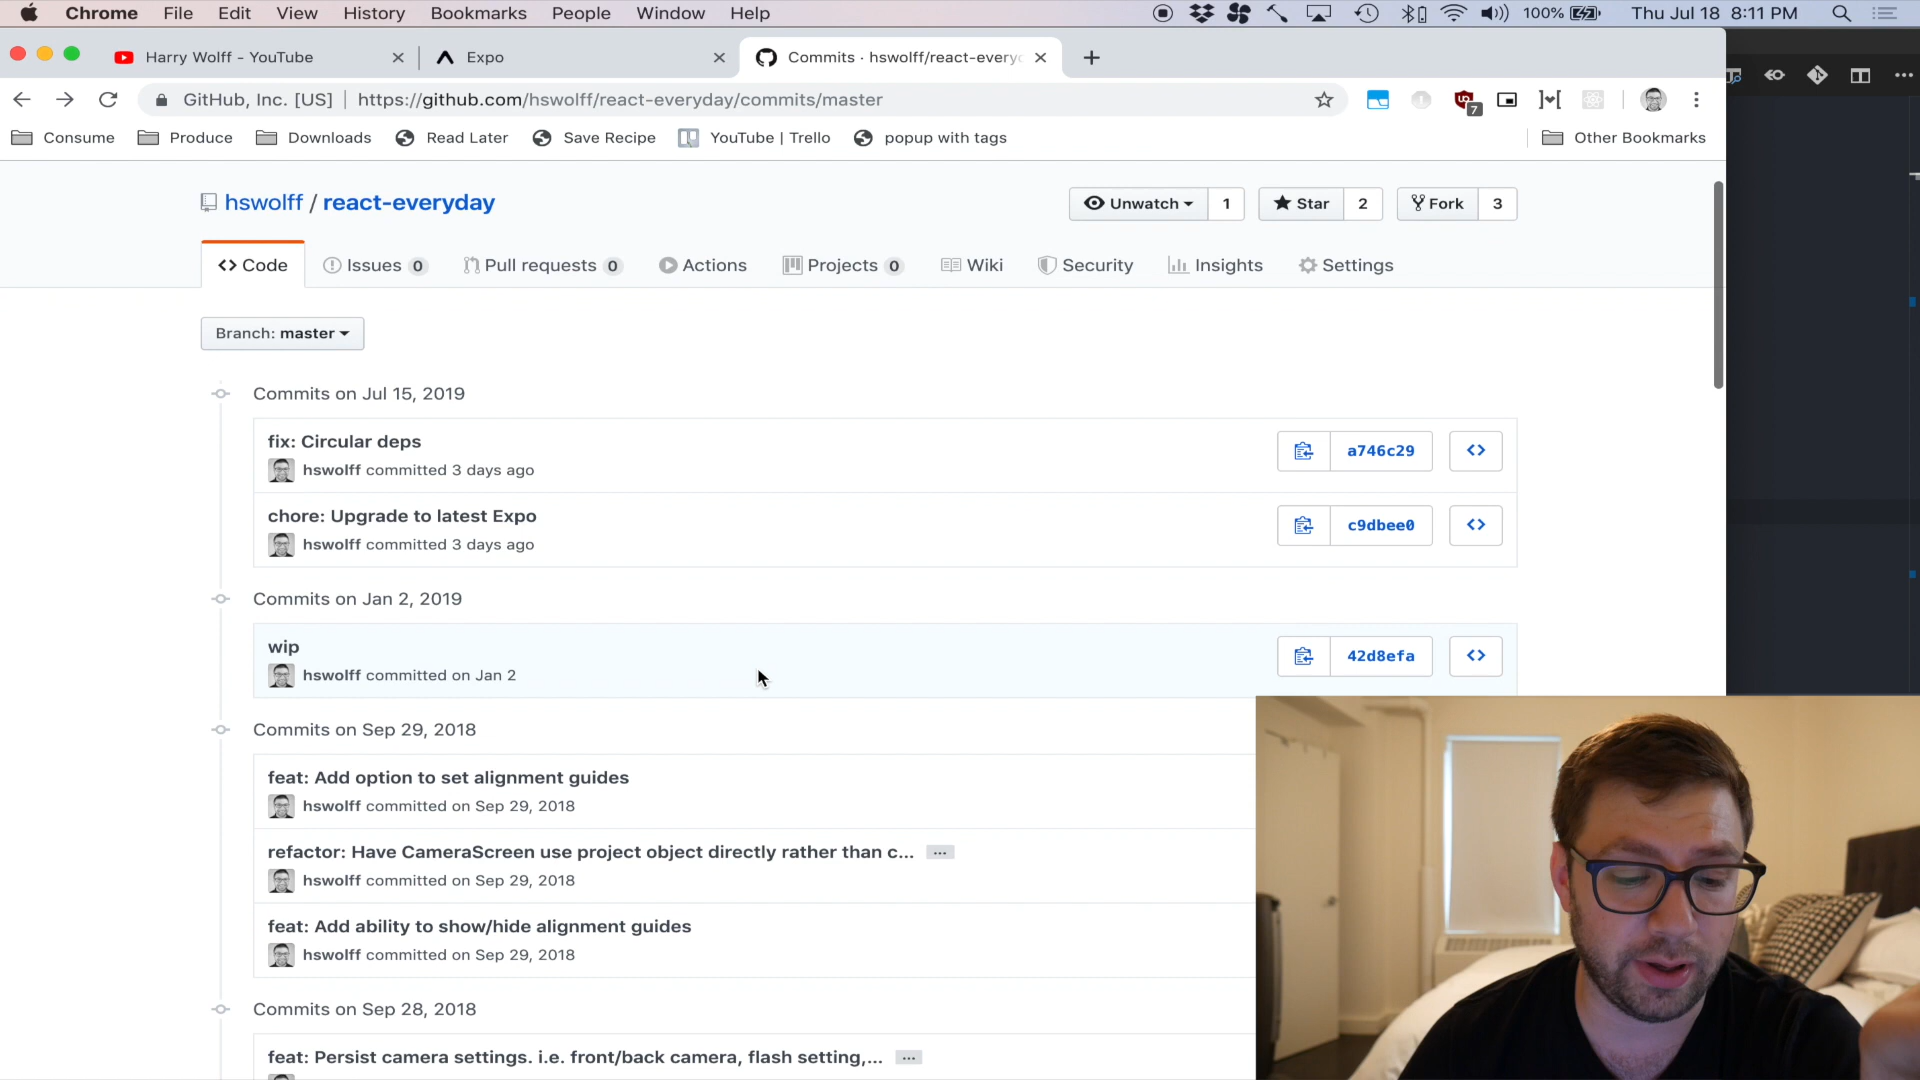 Chrome File Edit View History Bookmarks People Window Help 100% Thu Jul 18 8:11 PM
Harry Wolff - YouTube Expo Commits · hswolff/react-every
GitHub, Inc. [US] https://github.com/hswolff/react-everyday/commits/master 7
Consume Produce Downloads Read Later Save Recipe YouTube | Trello popup with tags Other Bookmarks
hswolff / react-everyday Unwatch 1 Star 2 Fork 3
Code Issues 0 Pull requests 0 Actions Projects 0 Wiki Security Insights Settings
Branch: master
Commits on Jul 15, 2019
fix: Circular deps
hswolff committed 3 days ago
a746c29
chore: Upgrade to latest Expo
hswolff committed 3 days ago
c9dbee0
Commits on Jan 2, 2019
wip
hswolff committed on Jan 2
42d8efa
Commits on Sep 29, 2018
feat: Add option to set alignment guides
hswolff committed on Sep 29, 2018
refactor: Have CameraScreen use project object directly rather than c... …
hswolff committed on Sep 29, 2018
feat: Add ability to show/hide alignment guides
hswolff committed on Sep 29, 2018
Commits on Sep 28, 2018
feat: Persist camera settings. i.e. front/back camera, flash setting,... …